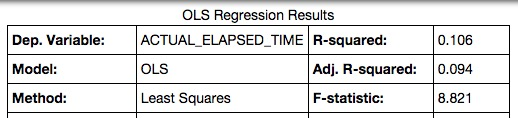 OLS Regression Results
Dep. Variable: ACTUAL_ELAPSED_TIME R-squared: 0.106
Model: OLS Adj. R-squared: 0.094
Method: Least Squares F-statistic: 8.821